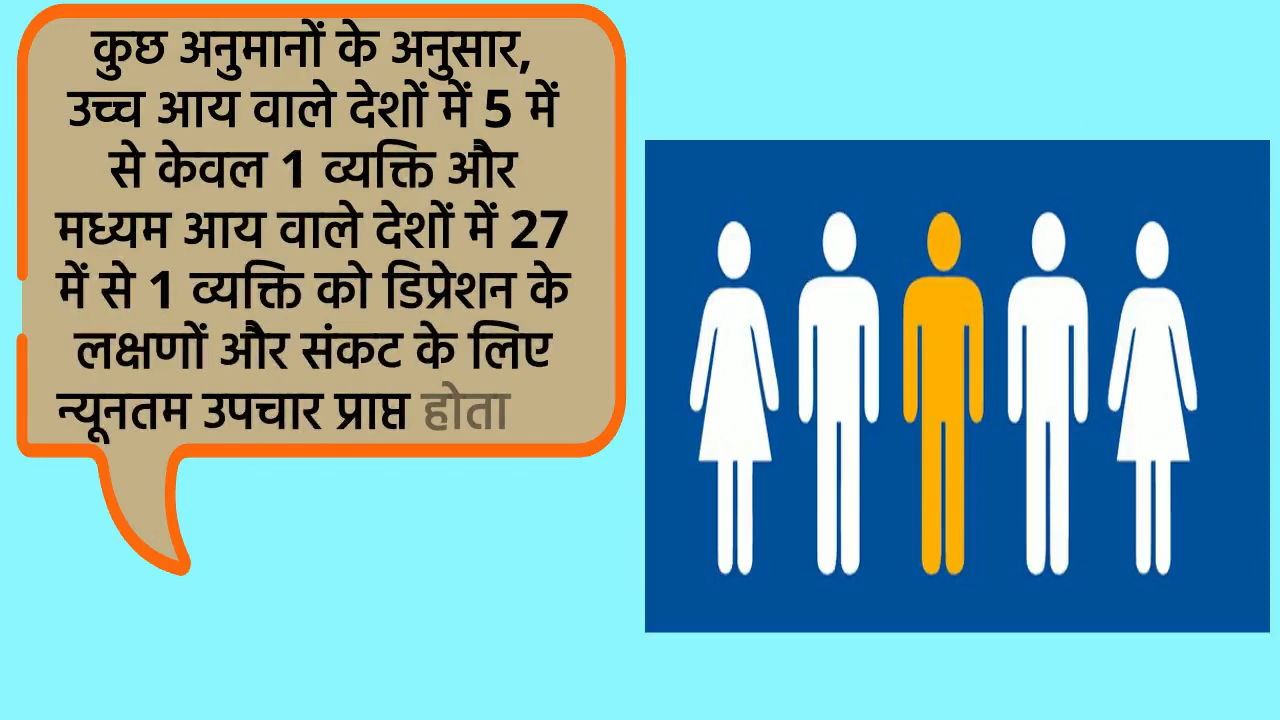 कुछ अनुमानों के अनुसार,
उच्च आय वाले देशों में 5 में
से केवल 1 व्यक्ति और
मध्यम आय वाले देशों में 27
में से 1 व्यक्ति को डिप्रेशन के
लक्षणों और संकट के लिए
न्यूनतम उपचार प्राप्त होता